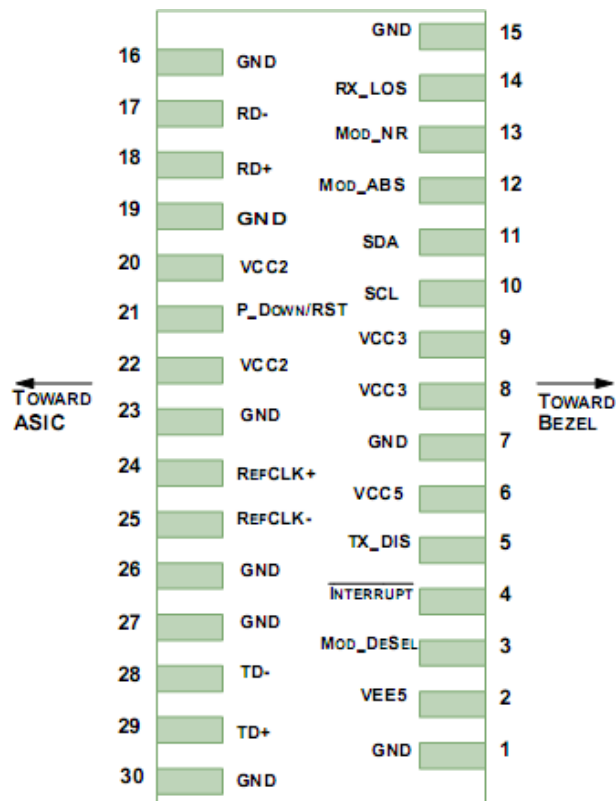 GND 15
16 GND
RX_LOS 14
17 RD-
MOD_NR 13
18 RD+
MOD_ABS 12
19 GND
SDA 11
20 VCC2
SCL 10
21 P_DOWN/RST
VCC3 9
22 VCC2
VCC3 8
TOWARD
ASIC
TOWARD
BEZEL
23 GND
GND 7
24 REFCLK+
VCC5 6
25 REFCLK-
TX_DIS 5
26 GND
INTERRUPT 4
27 GND
MOD_DESEL 3
28 TD-
VEE5 2
29 TD+
GND 1
30 GND